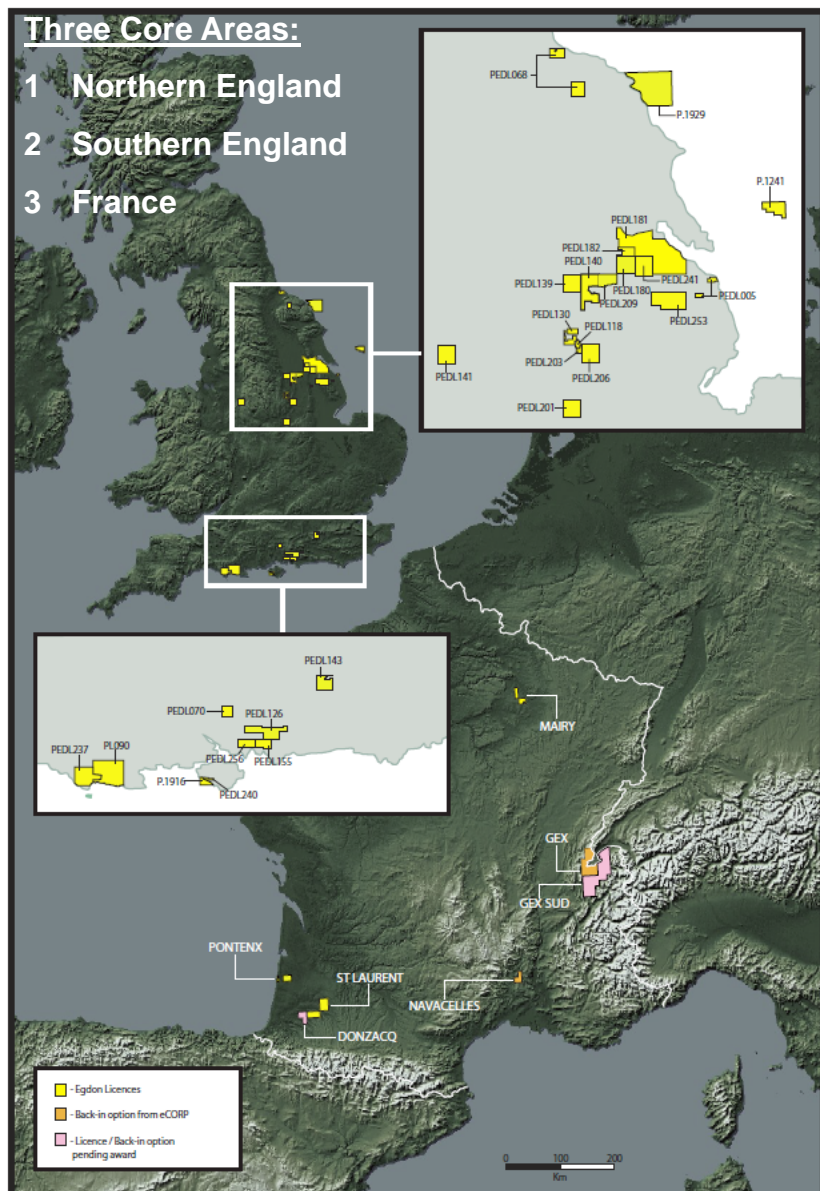 Three Core Areas:
1 Northern England
2 Southern England
3 France
PEDL068
P.1929
P.1241
PEDL181
PEDL182
PEDL140
PEDL139
PEDL241
PEDL180
PEDL005
PEDL209
PEDL253
PEDL130
PEDL118
PEDL203
PEDL141
PEDL206
PEDL201
PEDL143
PEDL070
PEDL126
PEDL237
PL090
PEDL256
PEDL155
P.1916
PEDL240
MAIRY
GEX
GEX SUD
PONTENX
ST LAURENT
NAVACELLES
DONZACQ
- Egdon Licences
- Back-in option from eCORP
- Licence / Back-in option
pending award
0 100 200
Km